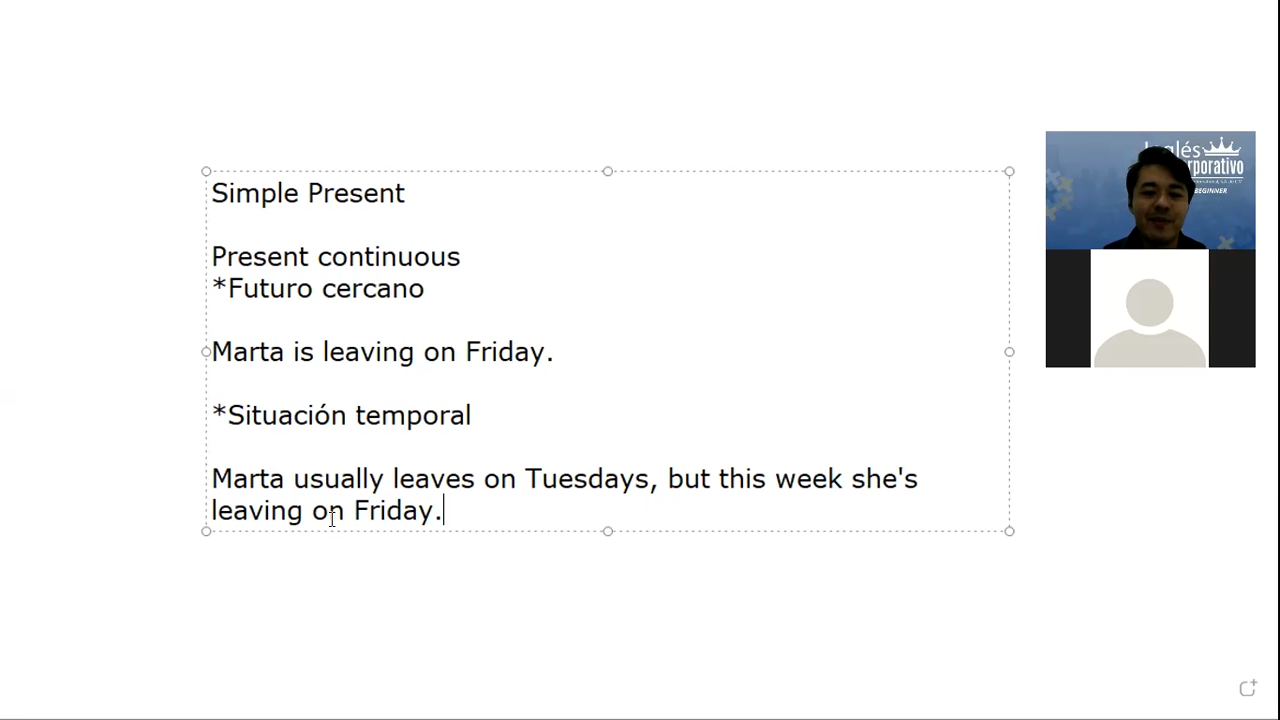 Simple Present
Present continuous
*Futuro cercano
Marta is leaving on Friday.
*Situación temporal
Marta usually leaves on Tuesdays, but this week she's
leaving on Friday.
BEGINNER